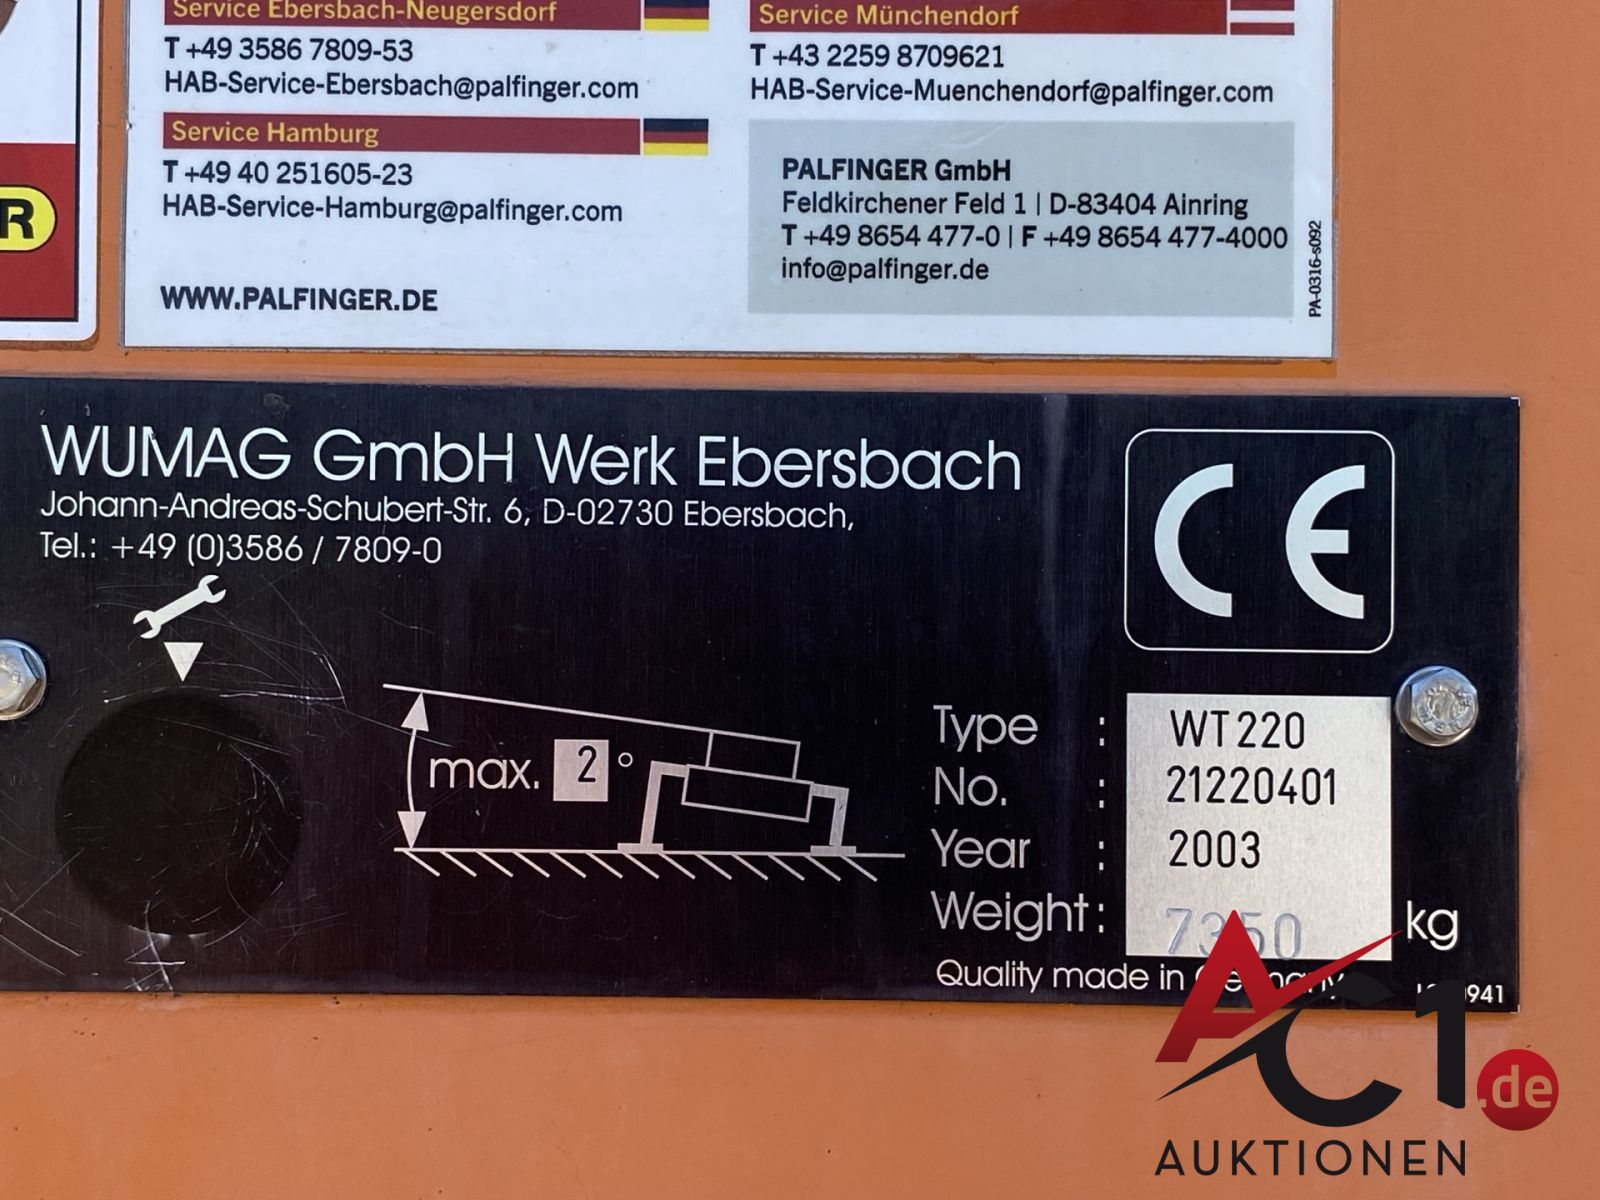 Service Ebersbach-Neugersdorf
T +49 3586 7809-53
HAB-Service-Ebersbach@palfinger.com
Service Hamburg
T +49 40 251605-23
HAB-Service-Hamburg@palfinger.com
WWW.PALFINGER.DE
Service Münchendorf
T +43 2259 8709621
HAB-Service-Muenchendorf@palfinger.com
PALFINGER GmbH
Feldkirchener Feld 1 | D-83404 Ainring
T +49 8654 477-0 | F +49 8654 477-4000
info@palfinger.de
PA-0316-s092
R
WUMAG GmbH Werk Ebersbach
Johann-Andreas-Schubert-Str. 6, D-02730 Ebersbach,
Tel.: +49 (0)3586 / 7809-0
CE
max. 2 °
Type : WT 220
No. : 21220401
Year : 2003
Weight : 7350 kg
Quality made in Germany
AC1.de
AUKTIONEN